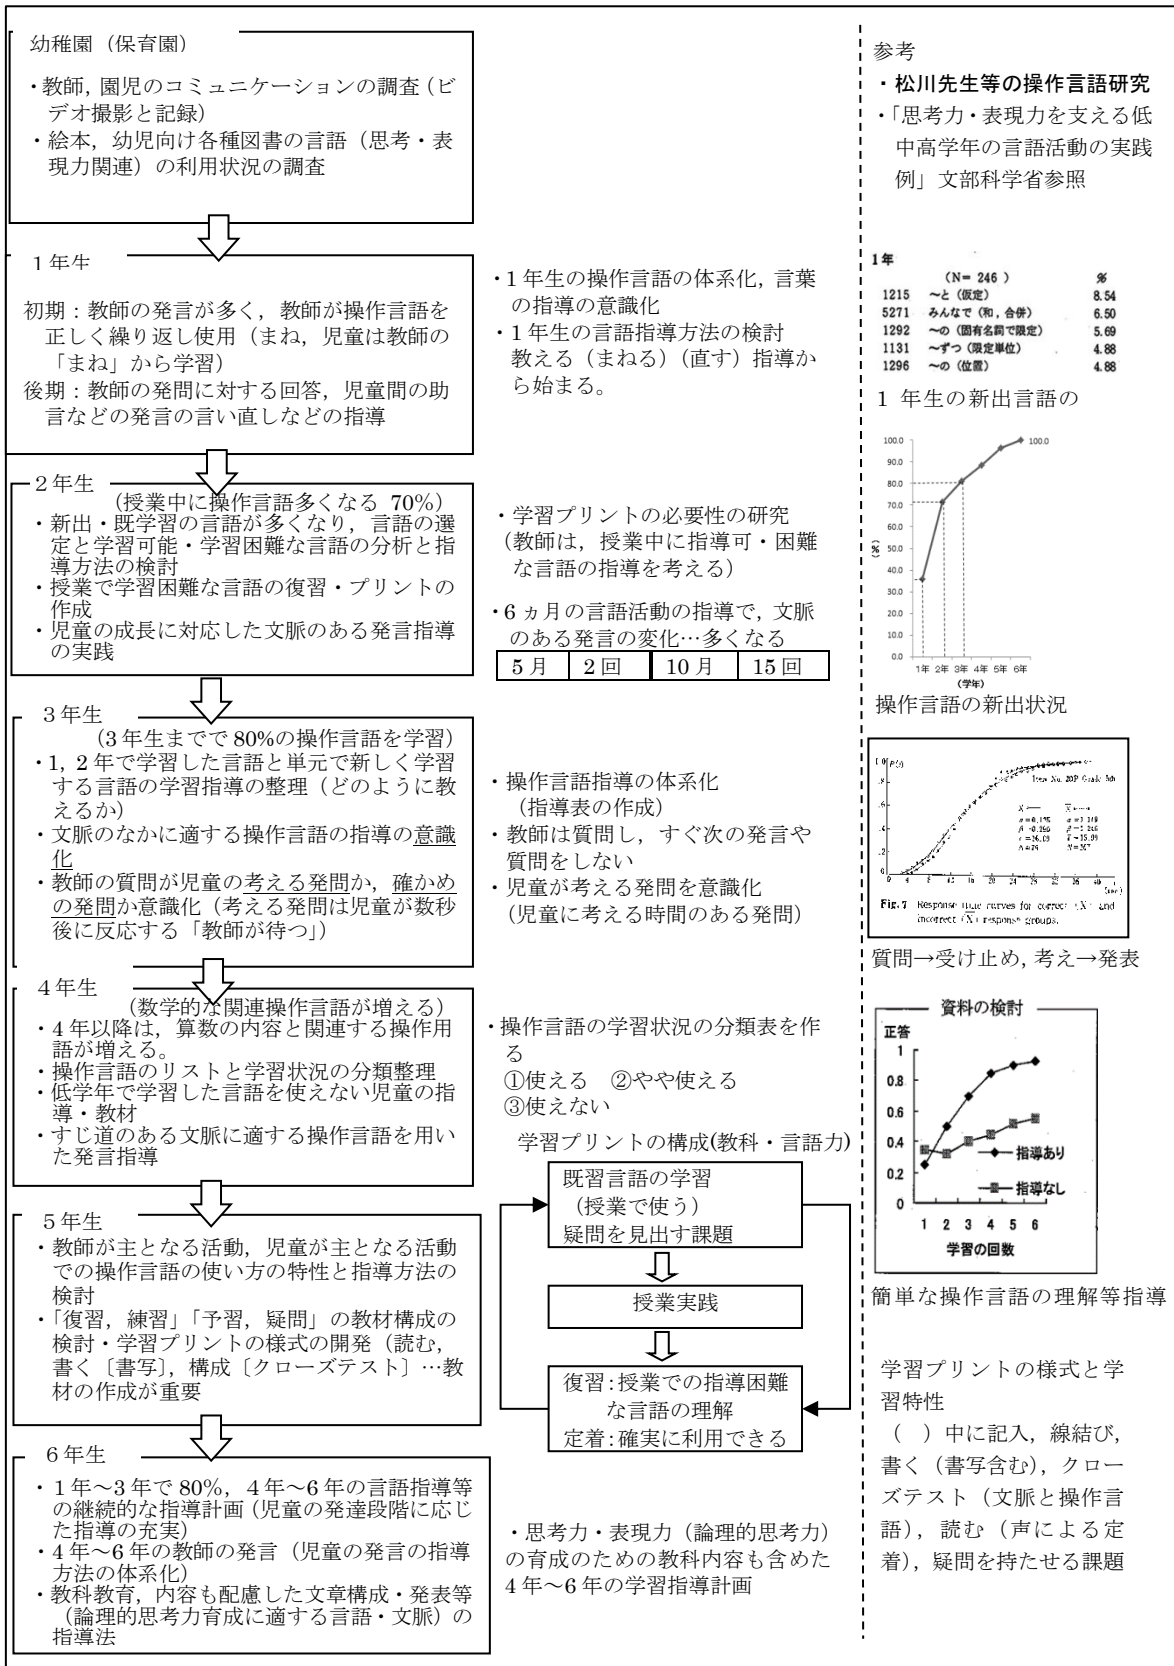 幼稚園（保育園）
・教師，園児のコミュニケーションの調査（ビ
デオ撮影と記録）
・絵本，幼児向け各種図書の言語（思考・表
現力関連）の利用状況の調査
1年生
初期：教師の発言が多く，教師が操作言語を
正しく繰り返し使用（まね，児童は教師の
「まね」から学習）
後期：教師の発問に対する回答，児童間の助
言などの発言の言い直しなどの指導
2年生
（授業中に操作言語多くなる 70%）
・新出・既学習の言語が多くなり，言語の選
定と学習可能・学習困難な言語の分析と指
導方法の検討
・授業で学習困難な言語の復習・プリントの
作成
・児童の成長に対応した文脈のある発言指導
の実践
3年生
（3年生までで80%の操作言語を学習）
・1，2年で学習した言語と単元で新しく学習
する言語の学習指導の整理（どのように教
えるか）
・文脈のなかに適する操作言語の指導の意識
化
・教師の質問が児童の考える発問か，確かめ
の発問か意識化（考える発問は児童が数秒
後に反応する「教師が待つ」）
4年生
（数学的な関連操作言語が増える）
・4年以降は，算数の内容と関連する操作用
語が増える。
・操作言語のリストと学習状況の分類整理
・低学年で学習した言語を使えない児童の指
導・教材
・すじ道のある文脈に適する操作言語を用い
た発言指導
5年生
・教師が主となる活動，児童が主となる活動
での操作言語の使い方の特性と指導方法の
検討
・「復習，練習」「予習，疑問」の教材構成の
検討・学習プリントの様式の開発（読む，
書く〔書写〕，構成〔クローズテスト〕…教
材の作成が重要
6年生
・1年～3年で80%，4年～6年の言語指導等
の継続的な指導計画（児童の発達段階に応じ
た指導の充実）
・4年～6年の教師の発言（児童の発言の指導
方法の体系化）
・教科教育，内容も配慮した文章構成・発表等
（論理的思考力育成に適する言語・文脈）の
指導法
・1年生の操作言語の体系化，言葉
の指導の意識化
・1年生の言語指導方法の検討
教える（まねる）（直す）指導か
ら始まる。
・学習プリントの必要性の研究
（教師は，授業中に指導可・困難
な言語の指導を考える）
・6ヵ月の言語活動の指導で，文脈
のある発言の変化…多くなる
5月 2回 10月 15回
・操作言語指導の体系化
（指導表の作成）
・教師は質問し，すぐ次の発言や
質問をしない
・児童が考える発問を意識化
（児童に考える時間のある発問）
・操作言語の学習状況の分類表を作
る
①使える ②やや使える
③使えない
学習プリントの構成(教科・言語力)
既習言語の学習
（授業で使う）
疑問を見出す課題
授業実践
復習:授業での指導困難
な言語の理解
定着:確実に利用できる
・思考力・表現力（論理的思考力）
の育成のための教科内容も含めた
4年～6年の学習指導計画
参考
・松川先生等の操作言語研究
・「思考力・表現力を支える低
中高学年の言語活動の実践
例」文部科学省参照
1年
（N= 246 ） %
1215 ～と（仮定） 8.54
5271 みんなで（和，合併） 6.50
1292 ～の（固有名詞で限定） 5.69
1131 ～ずつ（限定単位） 4.88
1296 ～の（位置） 4.88
1 年生の新出言語の
100.0
100.0
90.0
80.0
70.0
60.0
50.0
40.0
30.0
20.0
10.0
0.0
(%)
1年 2年 3年 4年 5年 6年
(学年)
操作言語の新出状況
Item No. 20P Grade 5th
0 4 8 12 16 20 24 28 32 36 40
Fig. 7 Response time curves for correct (X) and
incorrect (X̄) response groups.
質問→受け止め，考え→発表
資料の検討
正答
1
0.8
0.6
0.4
0.2
0
指導あり
指導なし
1 2 3 4 5 6
学習の回数
簡単な操作言語の理解等指導
学習プリントの様式と学
習特性
（ ）中に記入，線結び，
書く（書写含む），クロー
ズテスト（文脈と操作言
語），読む（声による定
着），疑問を持たせる課題